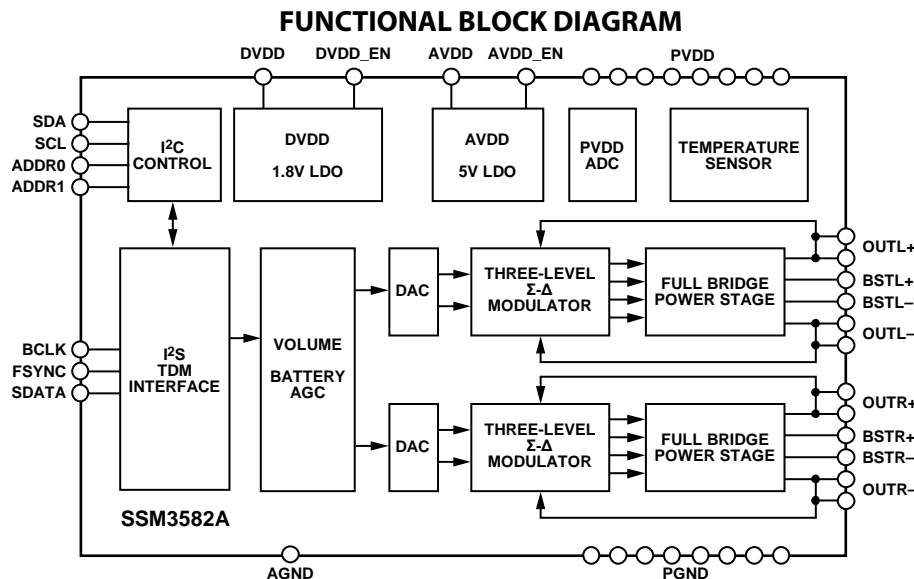 FUNCTIONAL BLOCK DIAGRAM
DVDD
DVDD_EN
AVDD
AVDD_EN
PVDD
SDA
SCL
ADDR0
ADDR1
I²C
CONTROL
DVDD
1.8V LDO
AVDD
5V LDO
PVDD
ADC
TEMPERATURE
SENSOR
BCLK
FSYNC
SDATA
I²S
TDM
INTERFACE
VOLUME
BATTERY
AGC
DAC
THREE-LEVEL
Σ-Δ
MODULATOR
FULL BRIDGE
POWER STAGE
OUTL+
BSTL+
BSTL–
OUTL–
DAC
THREE-LEVEL
Σ-Δ
MODULATOR
FULL BRIDGE
POWER STAGE
OUTR+
BSTR+
BSTR–
OUTR–
SSM3582A
AGND
PGND